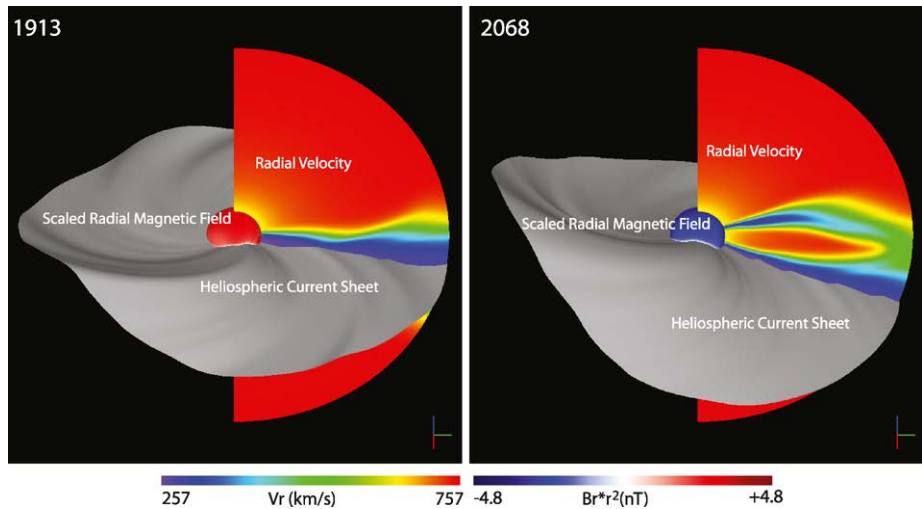 1913
Radial Velocity
Scaled Radial Magnetic Field
Heliospheric Current Sheet
2068
Radial Velocity
Scaled Radial Magnetic Field
Heliospheric Current Sheet
257 Vr (km/s) 757
-4.8 Br*r²(nT) +4.8